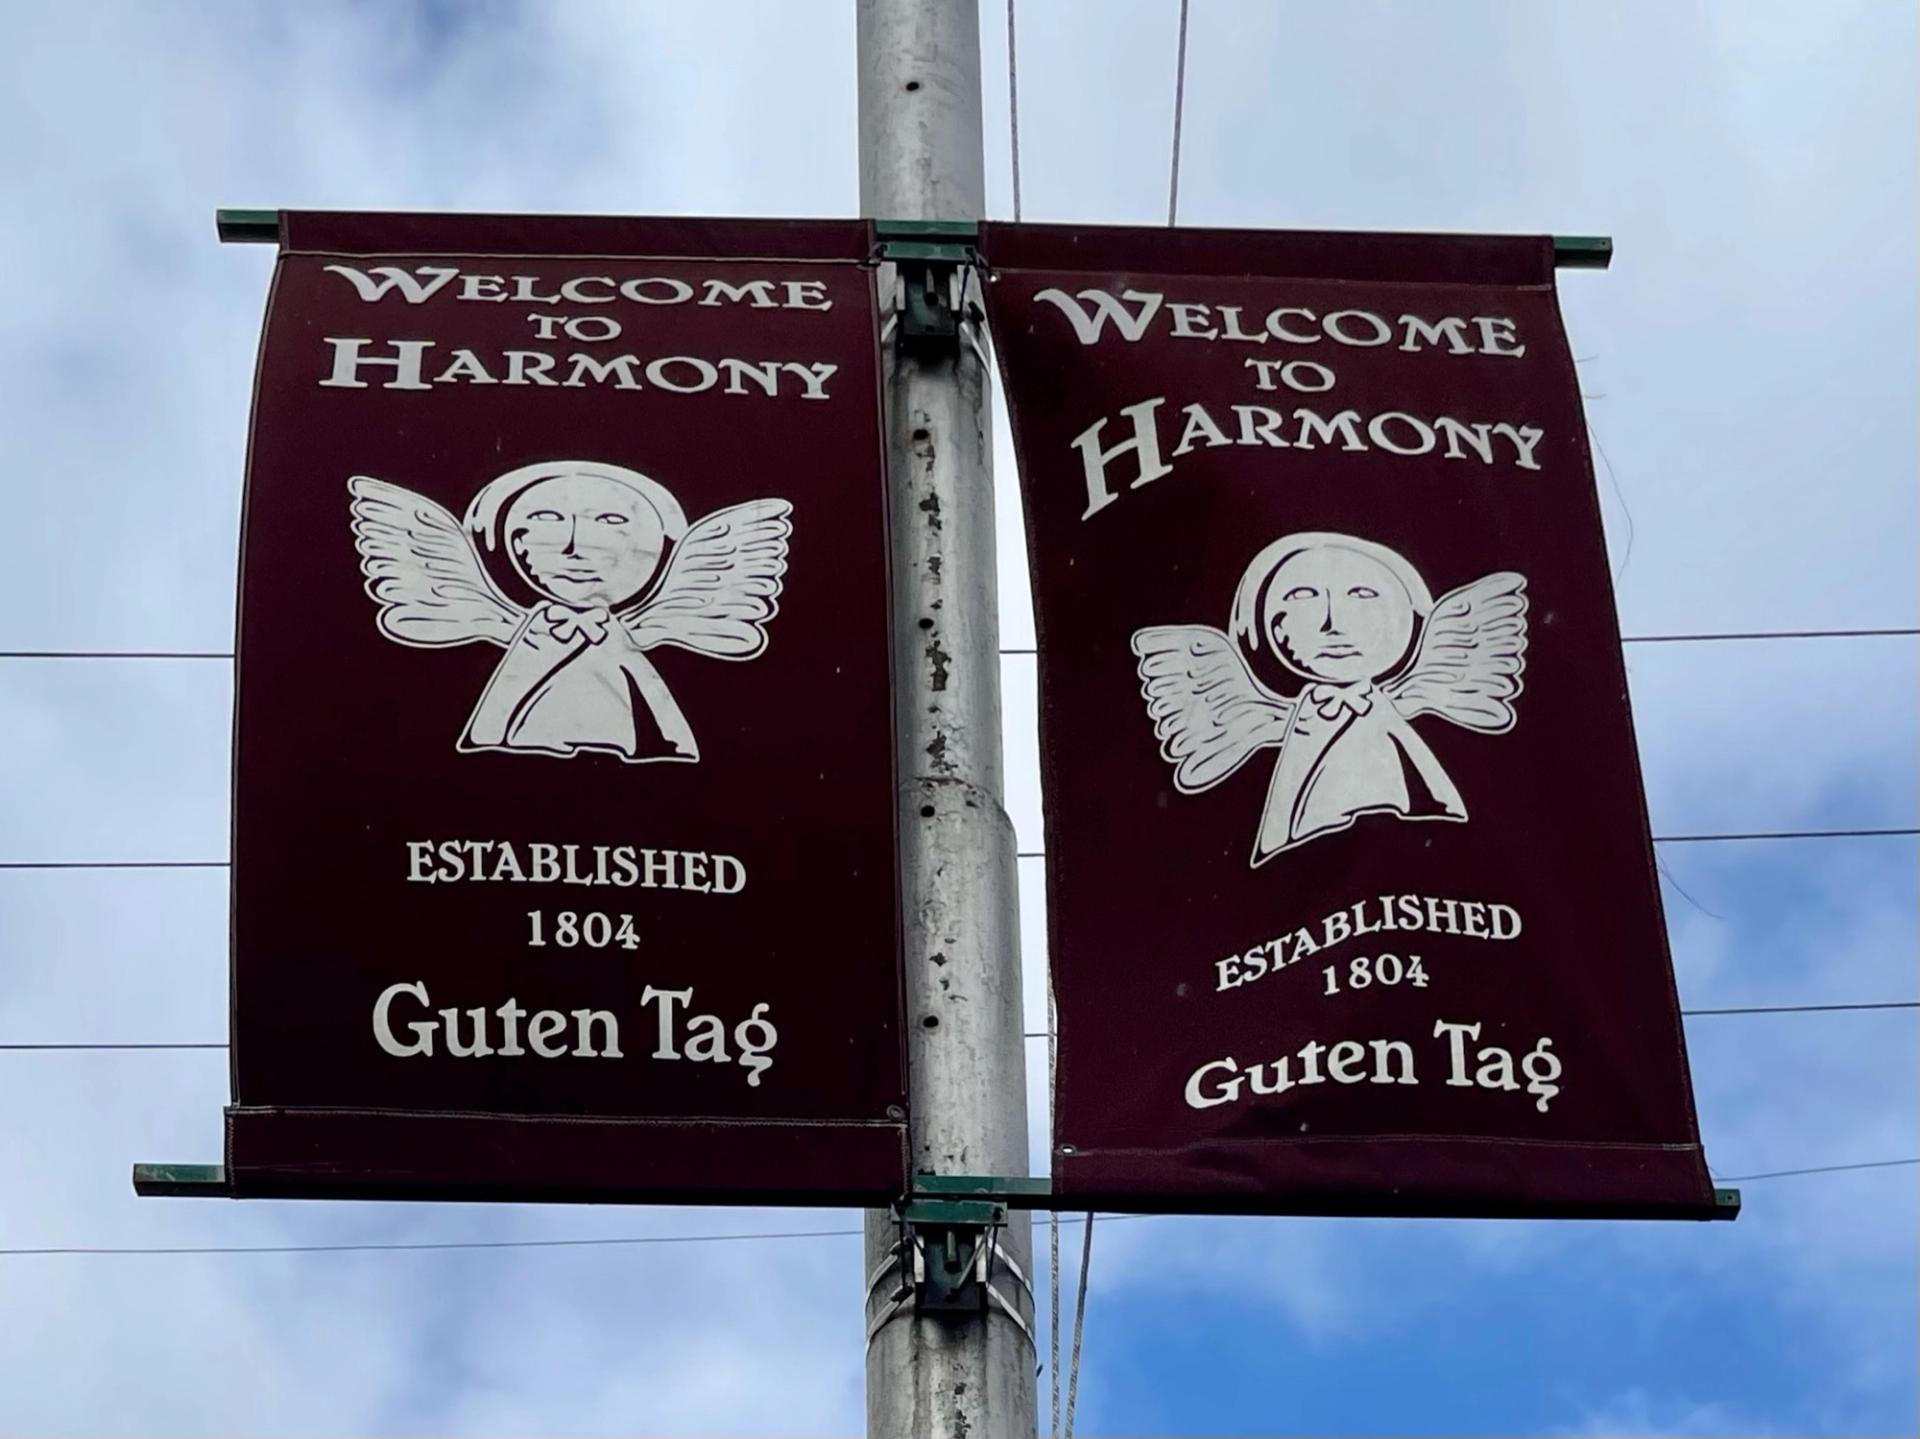 WELCOME
TO
HARMONY
ESTABLISHED
1804
Guten Tag
WELCOME
TO
HARMONY
ESTABLISHED
1804
Guten Tag